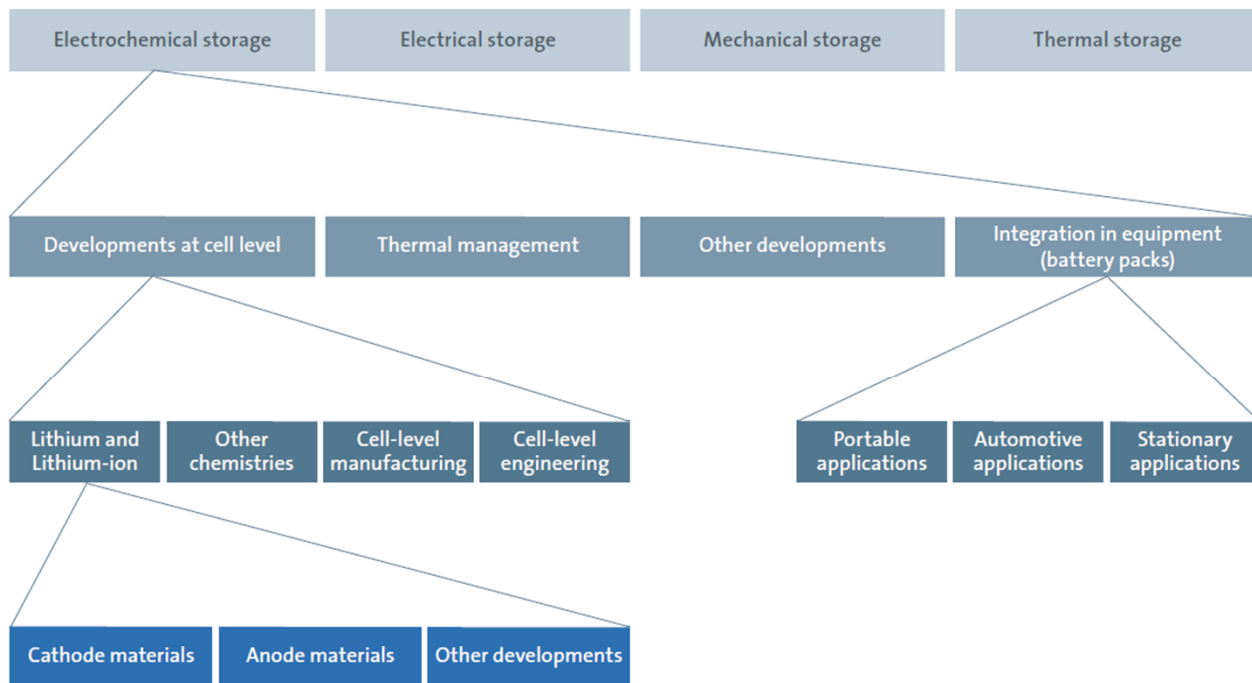 Electrochemical storage
Electrical storage
Mechanical storage
Thermal storage
Developments at cell level
Thermal management
Other developments
Integration in equipment
(battery packs)
Lithium and
Lithium-ion
Other
chemistries
Cell-level
manufacturing
Cell-level
engineering
Portable
applications
Automotive
applications
Stationary
applications
Cathode materials
Anode materials
Other developments